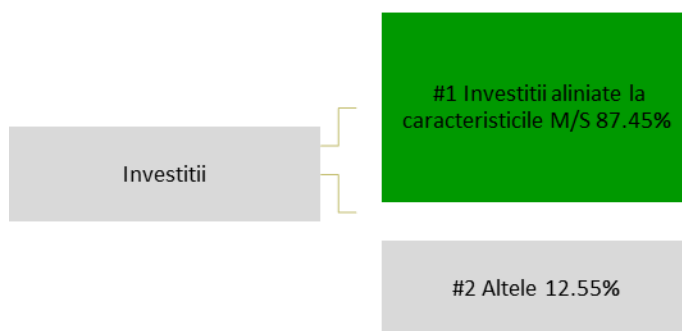 #1 Investitii aliniate la
caracteristicile M/S 87.45%
Investitii
#2 Altele 12.55%